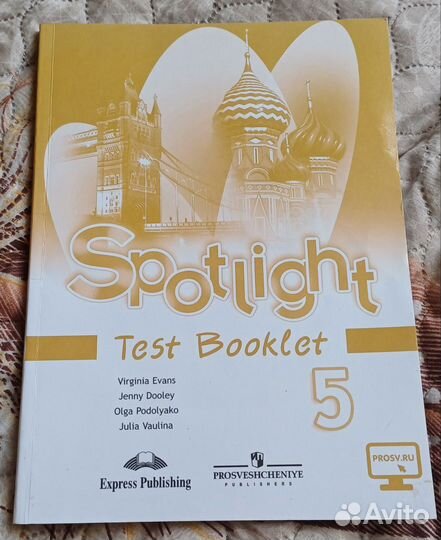 Spotlight
Test Booklet
Virginia Evans
Jenny Dooley
Olga Podolyako
Julia Vaulina
5
PROSV.RU
Express Publishing
PROSVESHCHENIYE
PUBLISHERS
Avito